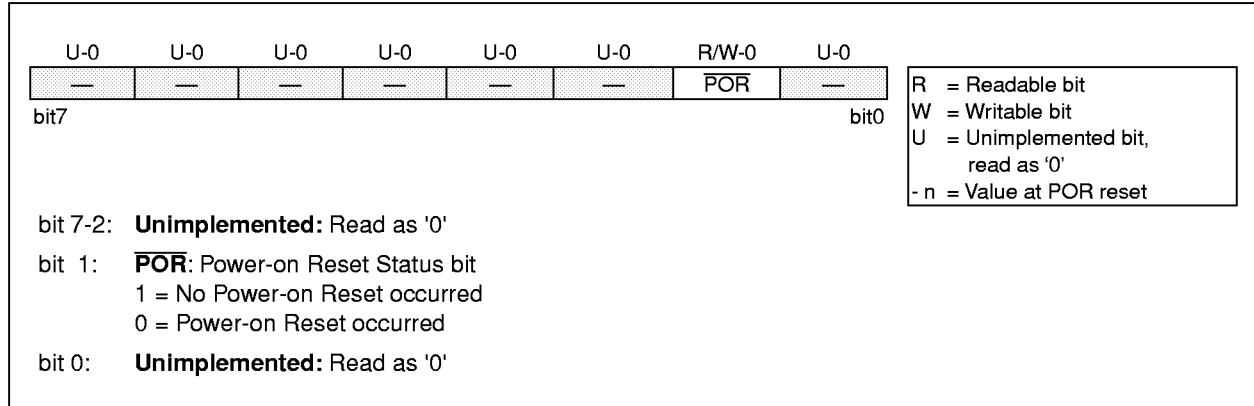 U-0 U-0 U-0 U-0 U-0 U-0 R/W-0 U-0
— — — — — — P̅O̅R̅ —
bit7 bit0
R = Readable bit
W = Writable bit
U = Unimplemented bit,
read as ‘0’
- n = Value at POR reset
bit 7-2: Unimplemented: Read as '0'
bit 1: P̅O̅R̅: Power-on Reset Status bit
1 = No Power-on Reset occurred
0 = Power-on Reset occurred
bit 0: Unimplemented: Read as '0'